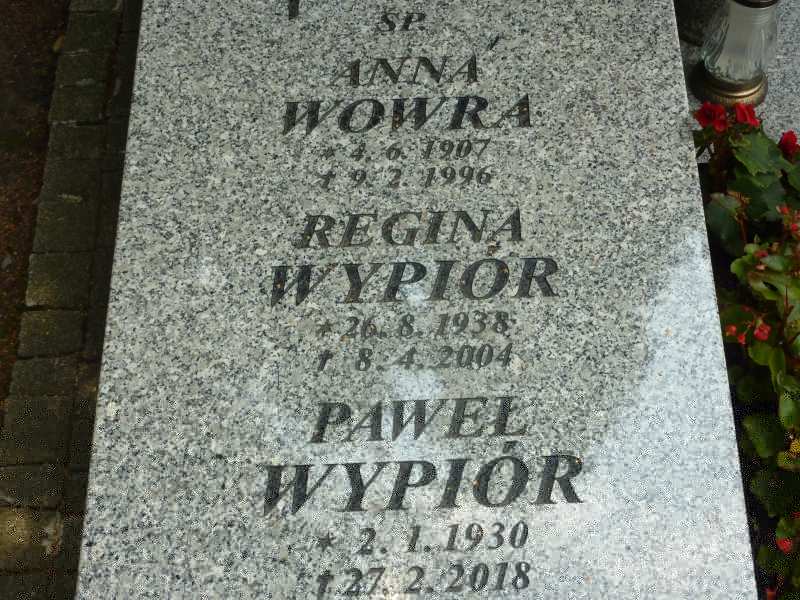 ŚP.
ANNA
WOWRA
* 4. 6. 1907
† 9. 2. 1996
REGINA
WYPIÓR
* 26. 8. 1938
† 8. 4. 2004
PAWEŁ
WYPIÓR
* 2. 1. 1930
† 27. 2. 2018